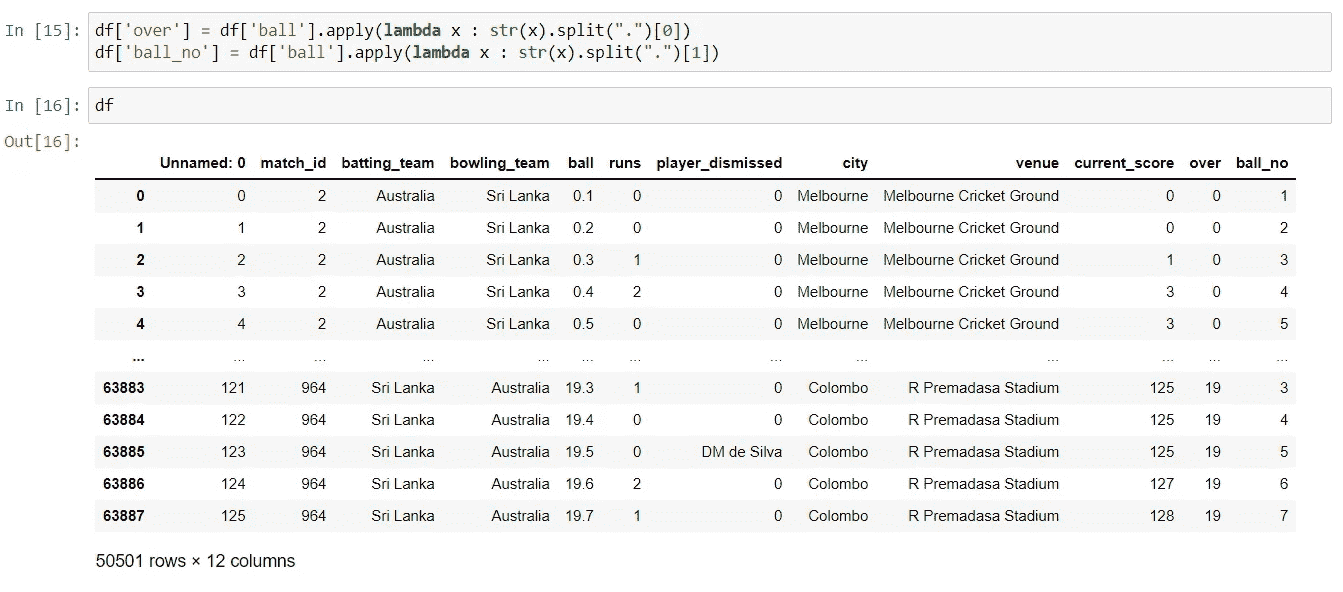 In [15]: df['over'] = df['ball'].apply(lambda x : str(x).split(".")[0])
df['ball_no'] = df['ball'].apply(lambda x : str(x).split(".")[1])
In [16]: df
Out[16]:
Unnamed: 0 match_id batting_team bowling_team ball runs player_dismissed city venue current_score over ball_no
0 0 2 Australia Sri Lanka 0.1 0 0 Melbourne Melbourne Cricket Ground 0 0 1
1 1 2 Australia Sri Lanka 0.2 0 0 Melbourne Melbourne Cricket Ground 0 0 2
2 2 2 Australia Sri Lanka 0.3 1 0 Melbourne Melbourne Cricket Ground 1 0 3
3 3 2 Australia Sri Lanka 0.4 2 0 Melbourne Melbourne Cricket Ground 3 0 4
4 4 2 Australia Sri Lanka 0.5 0 0 Melbourne Melbourne Cricket Ground 3 0 5
... ... ... ... ... ... ... ... ... ... ... ... ...
63883 121 964 Sri Lanka Australia 19.3 1 0 Colombo R Premadasa Stadium 125 19 3
63884 122 964 Sri Lanka Australia 19.4 0 0 Colombo R Premadasa Stadium 125 19 4
63885 123 964 Sri Lanka Australia 19.5 0 DM de Silva Colombo R Premadasa Stadium 125 19 5
63886 124 964 Sri Lanka Australia 19.6 2 0 Colombo R Premadasa Stadium 127 19 6
63887 125 964 Sri Lanka Australia 19.7 1 0 Colombo R Premadasa Stadium 128 19 7
50501 rows × 12 columns